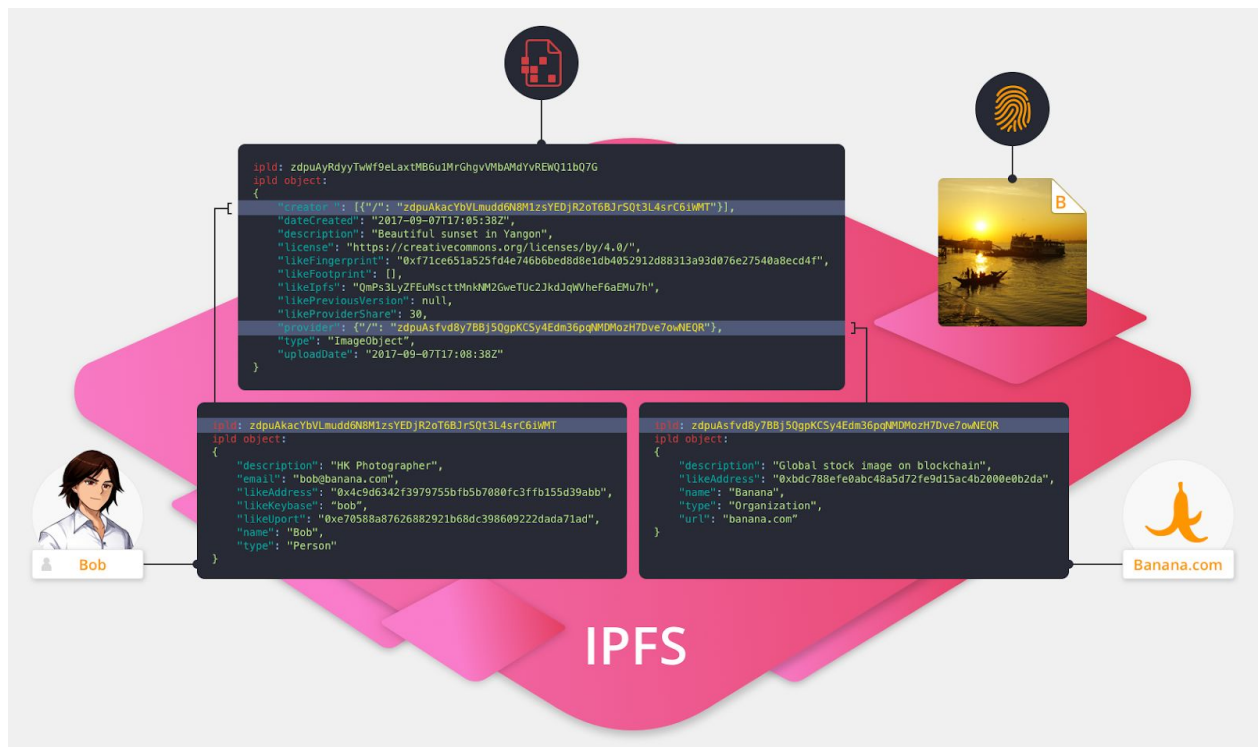 ipld: zdpuAyRdyyTwWf9eLaxtMB6u1MrGhgvVMbAMdYvREWQ11bQ7G
ipld object:
{
"creator ": [{"/": "zdpuAkacYbVLmudd6N8M1zsYEDjR2oT6BJrSQt3L4srC6iWMT"}],
"dateCreated": "2017-09-07T17:05:38Z",
"description": "Beautiful sunset in Yangon",
"license": "https://creativecommons.org/licenses/by/4.0/",
"likeFingerprint": "0xf71ce651a525fd4e746b6bed8d8e1db4052912d88313a93d076e27540a8ecd4f",
"likeFootprint": [],
"likeIpfs": "QmPs3LyZFEuMscttMnkNM2GweTUc2JkdJqWVheF6aEMu7h",
"likePreviousVersion": null,
"likeProviderShare": 30,
"provider": {"/": "zdpuAsfvd8y7BBj5QgpKCSy4Edm36pqNMDMozH7Dve7owNEQR"},
"type": "ImageObject",
"uploadDate": "2017-09-07T17:08:38Z"
}
B
ipld: zdpuAkacYbVLmudd6N8M1zsYEDjR2oT6BJrSQt3L4srC6iWMT
ipld object:
{
"description": "HK Photographer",
"email": "bob@banana.com",
"likeAddress": "0x4c9d6342f3979755bfb5b7080fc3ffb155d39abb",
"likeKeybase": "bob",
"likeUport": "0xe70588a87626882921b68dc398609222dada71ad",
"name": "Bob",
"type": "Person"
}
Bob
ipld: zdpuAsfvd8y7BBj5QgpKCSy4Edm36pqNMDMozH7Dve7owNEQR
ipld object:
{
"description": "Global stock image on blockchain",
"likeAddress": "0xbdc788efe0abc48a5d72fe9d15ac4b2000e0b2da",
"name": "Banana",
"type": "Organization",
"url": "banana.com"
}
Banana.com
IPFS